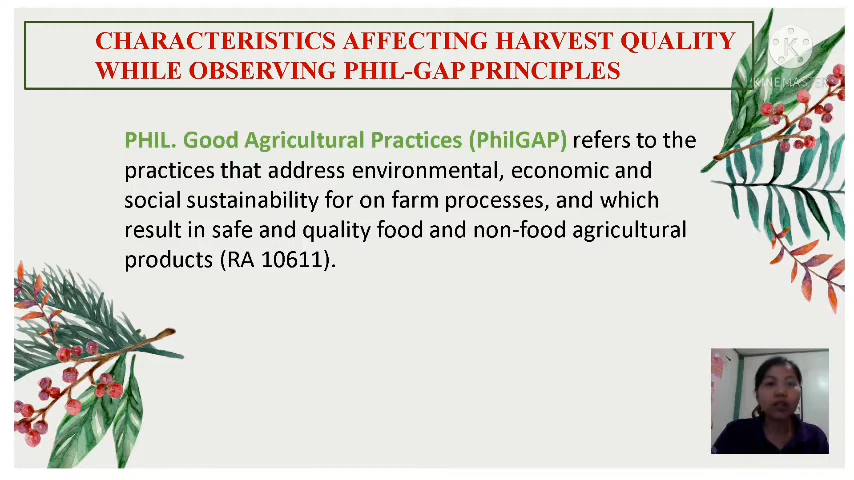 CHARACTERISTICS AFFECTING HARVEST QUALITY
WHILE OBSERVING PHIL-GAP PRINCIPLES
K
KINEMASTER
PHIL. Good Agricultural Practices (PhilGAP) refers to the
practices that address environmental, economic and
social sustainability for on farm processes, and which
result in safe and quality food and non-food agricultural
products (RA 10611).